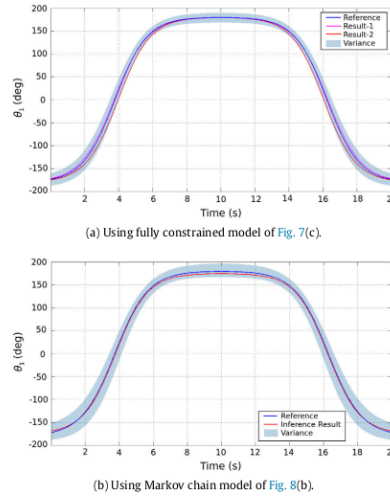 200
150
100
50
0
-50
-100
-150
-200
θ₁ (deg)
Reference
Result-1
Result-2
Variance
2 4 6 8 10 12 14 16 18 20
Time (s)
(a) Using fully constrained model of Fig. 7(c).
200
150
100
50
0
-50
-100
-150
-200
θ₁ (deg)
Reference
Inference Result
Variance
2 4 6 8 10 12 14 16 18 20
Time (s)
(b) Using Markov chain model of Fig. 8(b).